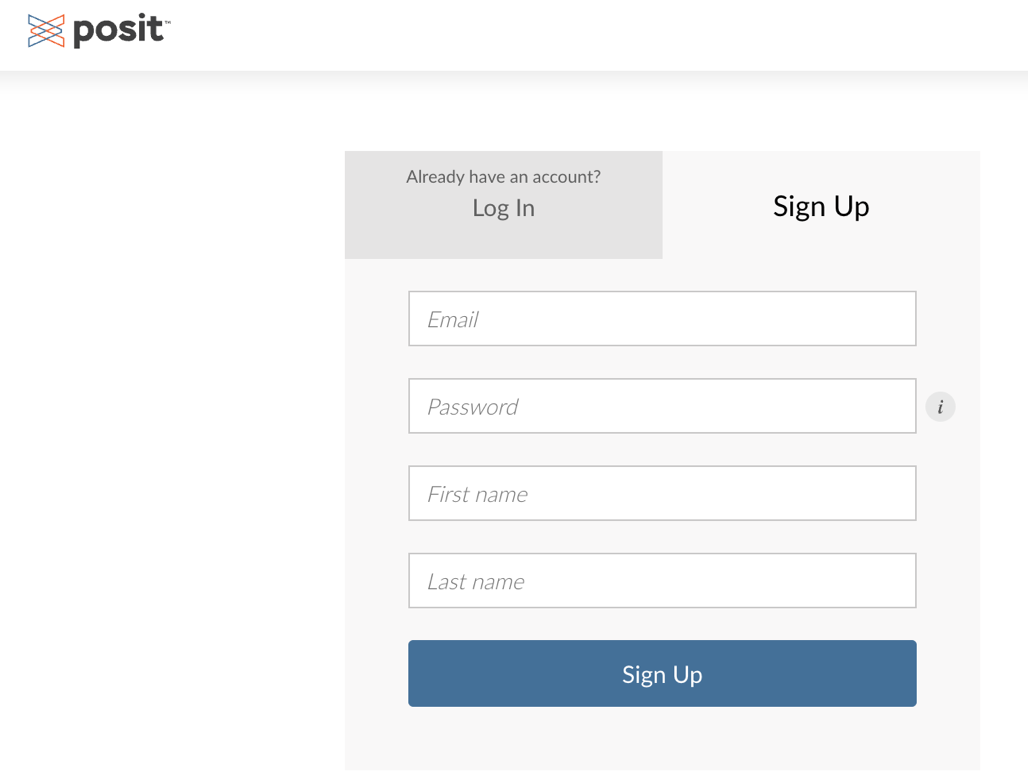 posit™
Already have an account?
Log In
Sign Up
Email
Password
i
First name
Last name
Sign Up